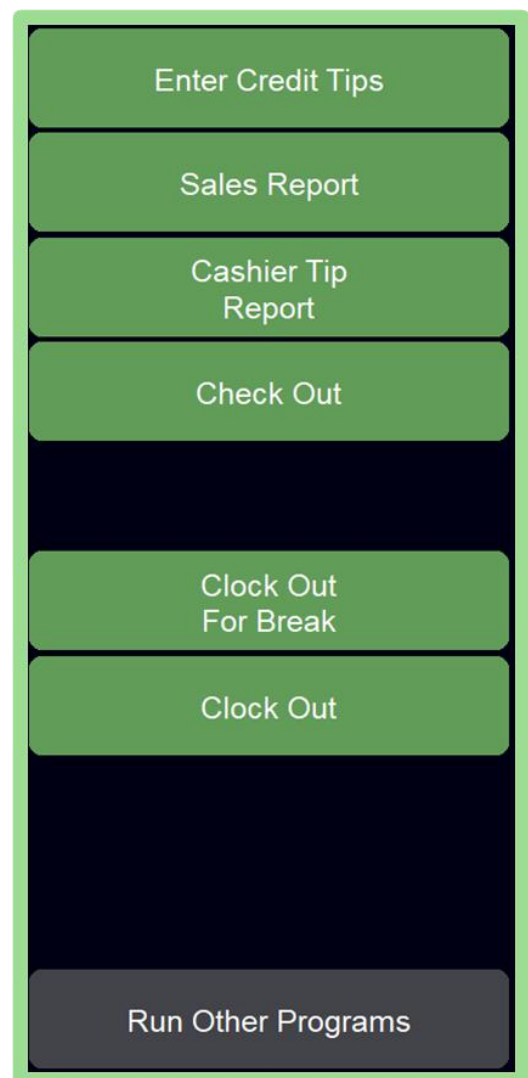 Enter Credit Tips
Sales Report
Cashier Tip
Report
Check Out
Clock Out
For Break
Clock Out
Run Other Programs